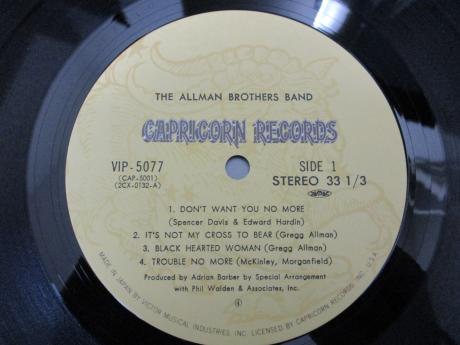 THE ALLMAN BROTHERS BAND
CAPRICORN RECORDS
VIP-5077 SIDE 1
(CAP-5001) STEREO 33 1/3
(2CX-0132-A)
1. DON'T WANT YOU NO MORE
(Spencer Davis & Edward Hardin)
2. IT'S NOT MY CROSS TO BEAR (Gregg Allman)
3. BLACK HEARTED WOMAN (Gregg Allman)
4. TROUBLE NO MORE (McKinley, Morganfield)
Produced by Adrian Barber by Special Arrangement
with Phil Walden & Associates, Inc.
MADE IN JAPAN BY VICTOR MUSICAL INDUSTRIES, INC. LICENSED BY CAPRICORN RECORDS, INC., U.S.A.